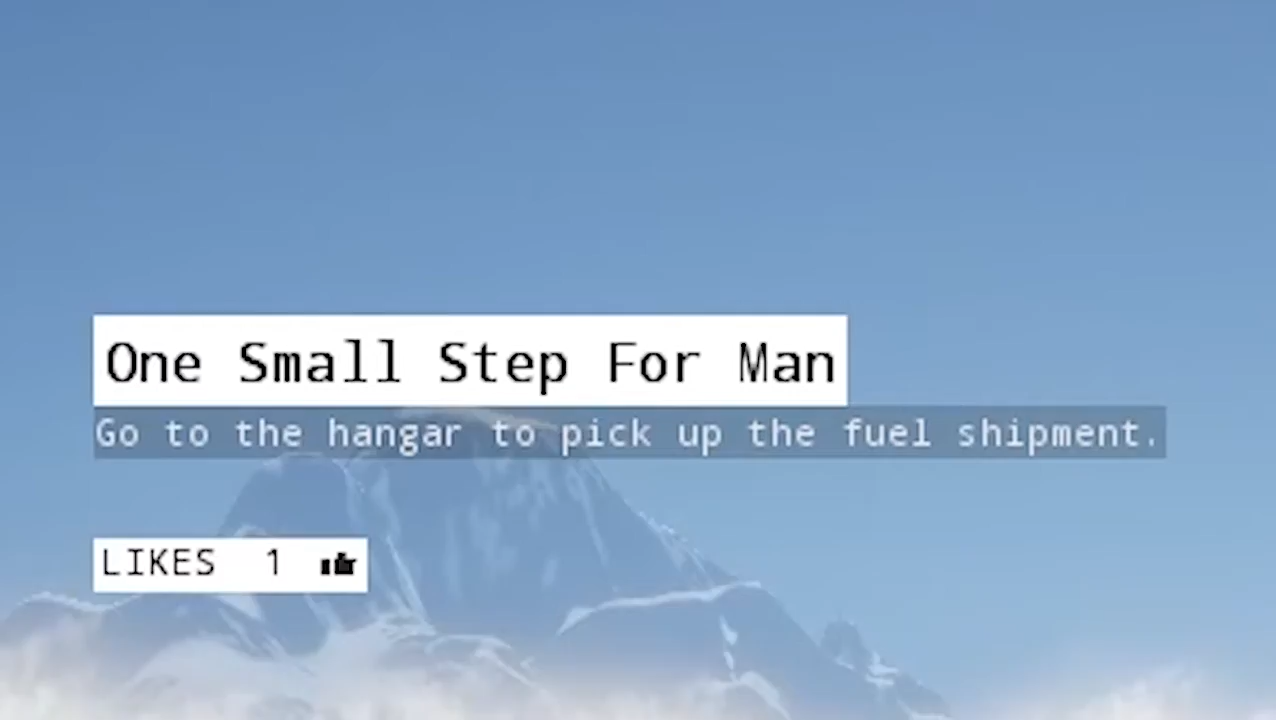 One Small Step For Man
Go to the hangar to pick up the fuel shipment.
LIKES 1